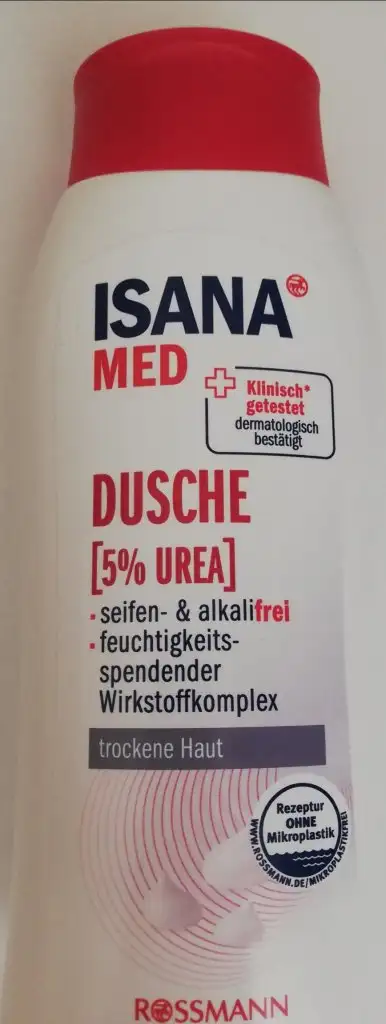 ISANA
MED
Klinisch*
getestet
dermatologisch
bestätigt
DUSCHE
[5% UREA]
· seifen- & alkalifrei
· feuchtigkeits-
spendender
Wirkstoffkomplex
trockene Haut
Rezeptur
OHNE
Mikroplastik
WWW.ROSSMANN.DE/MIKROPLASTIKFREI
ROSSMANN